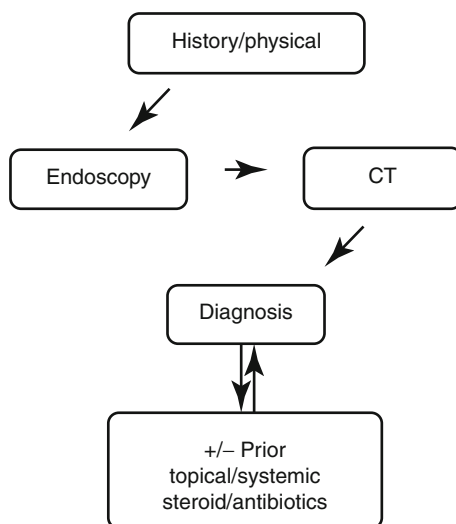 History/physical
Endoscopy
CT
Diagnosis
+/− Prior
topical/systemic
steroid/antibiotics